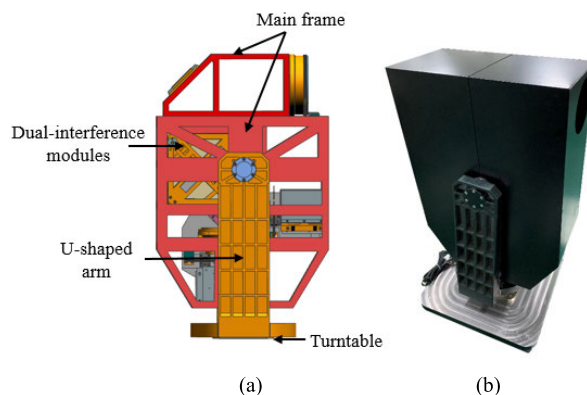 Main frame
Dual-interference
modules
U-shaped
arm
Turntable
(a)
(b)